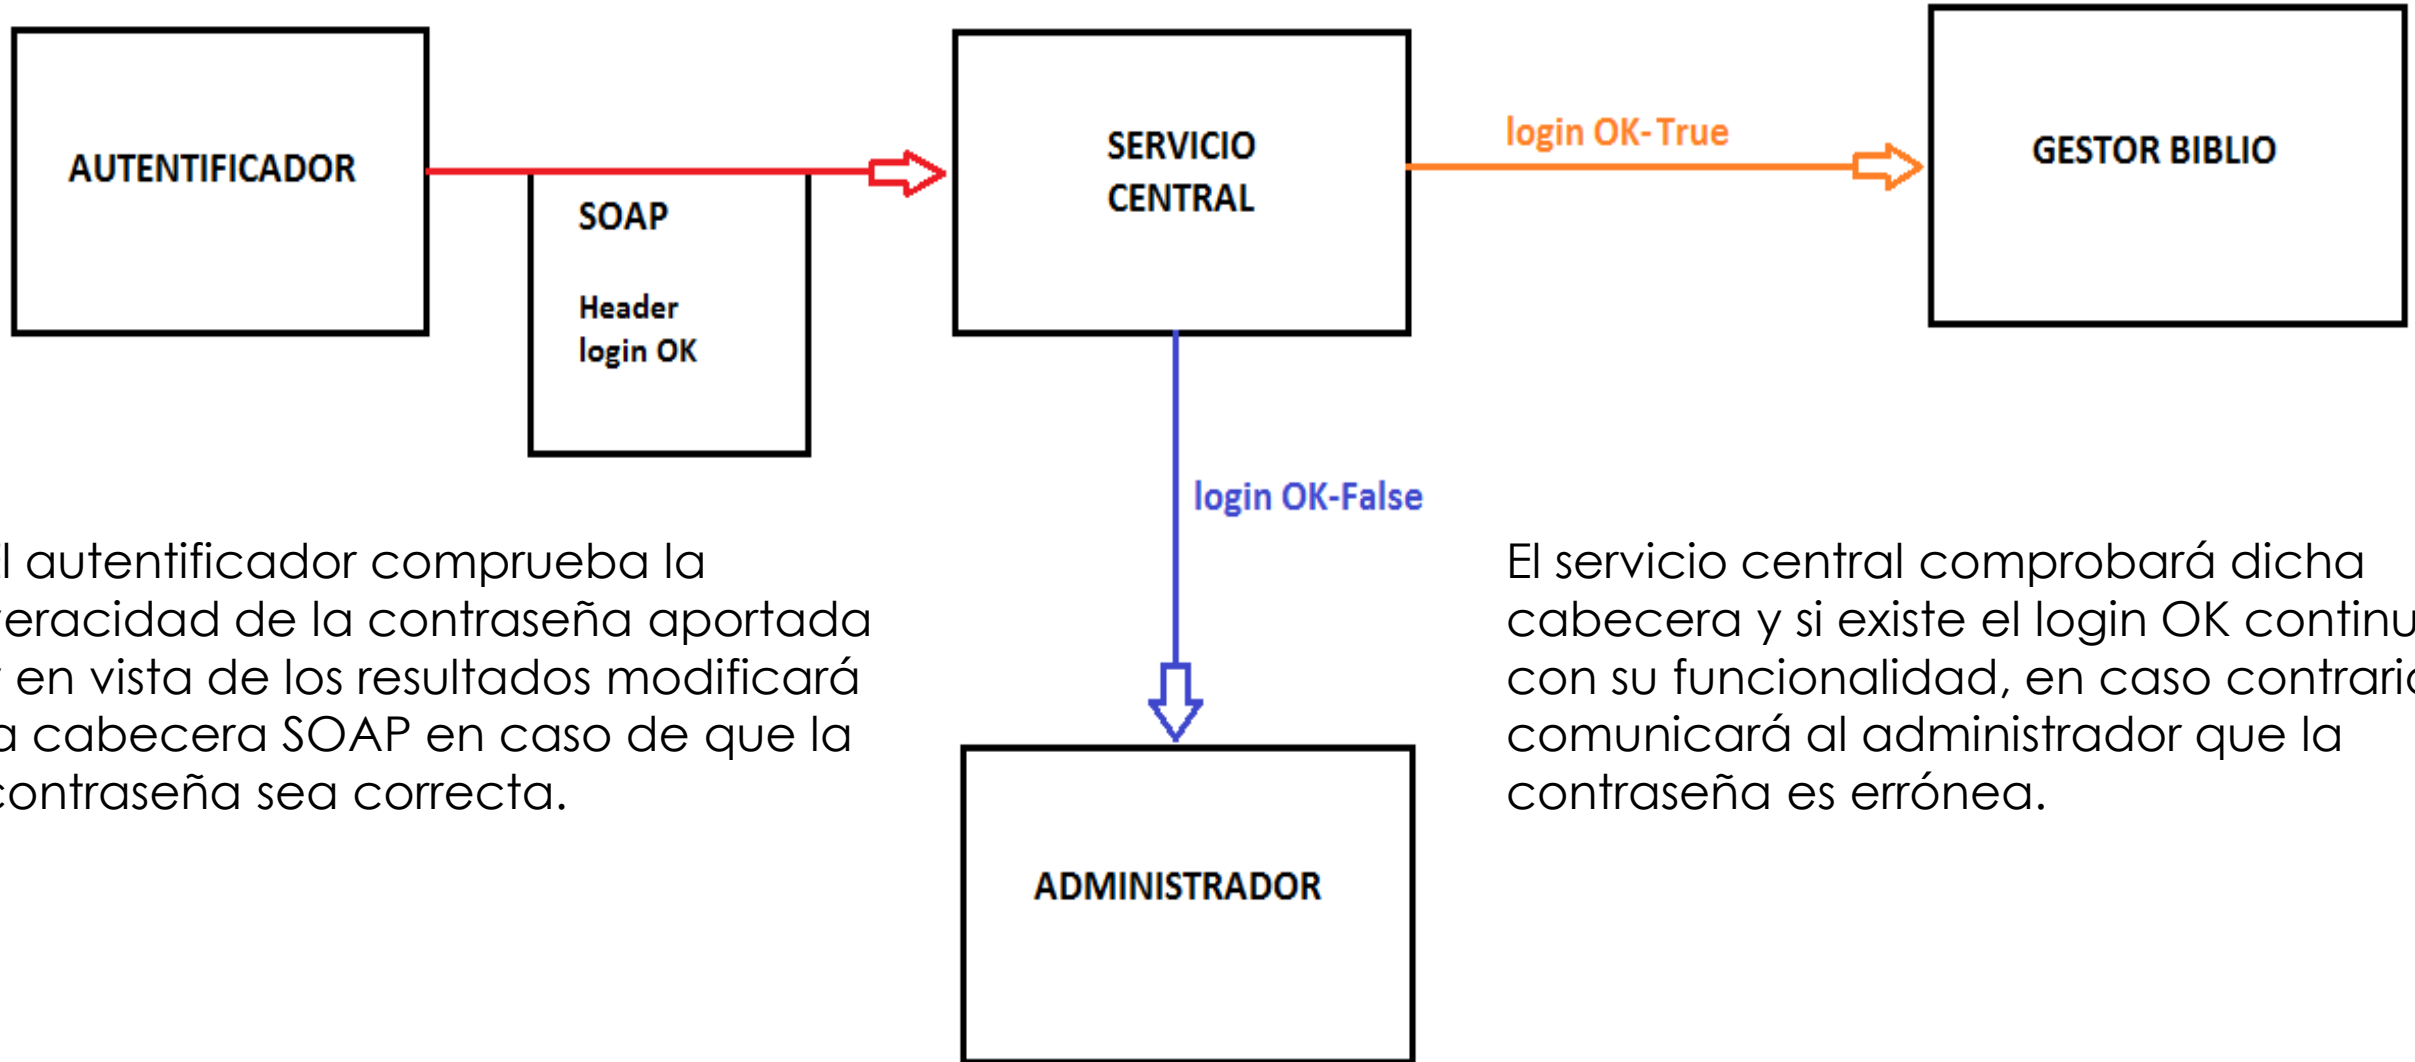 AUTENTIFICADOR
SOAP
Header
login OK
SERVICIO
CENTRAL
login OK-True
GESTOR BIBLIO
login OK-False
l autentificador comprueba la
veracidad de la contraseña aportada
y en vista de los resultados modificará
a cabecera SOAP en caso de que la
contraseña sea correcta.
El servicio central comprobará dicha
cabecera y si existe el login OK continu
con su funcionalidad, en caso contrario
comunicará al administrador que la
contraseña es errónea.
ADMINISTRADOR